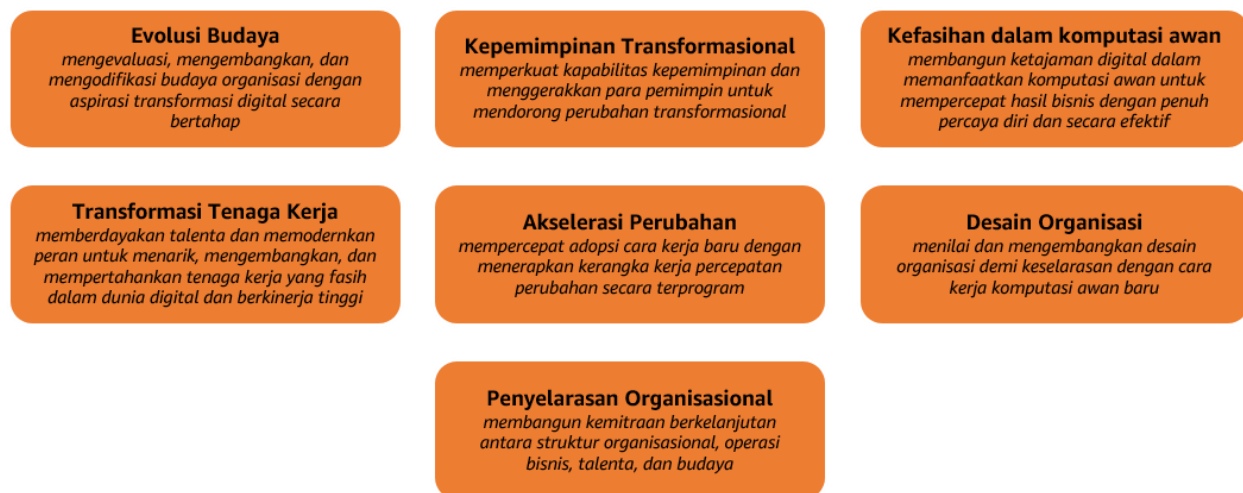 Evolusi Budaya
mengevaluasi, mengembangkan, dan
mengodifikasi budaya organisasi dengan
aspirasi transformasi digital secara
bertahap
Kepemimpinan Transformasional
memperkuat kapabilitas kepemimpinan dan
menggerakkan para pemimpin untuk
mendorong perubahan transformasional
Kefasihan dalam komputasi awan
membangun ketajaman digital dalam
memanfaatkan komputasi awan untuk
mempercepat hasil bisnis dengan penuh
percaya diri dan secara efektif
Transformasi Tenaga Kerja
memberdayakan talenta dan memodernkan
peran untuk menarik, mengembangkan, dan
mempertahankan tenaga kerja yang fasih
dalam dunia digital dan berkinerja tinggi
Akselerasi Perubahan
mempercepat adopsi cara kerja baru dengan
menerapkan kerangka kerja percepatan
perubahan secara terprogram
Desain Organisasi
menilai dan mengembangkan desain
organisasi demi keselarasan dengan cara
kerja komputasi awan baru
Penyelarasan Organisasional
membangun kemitraan berkelanjutan
antara struktur organisasional, operasi
bisnis, talenta, dan budaya